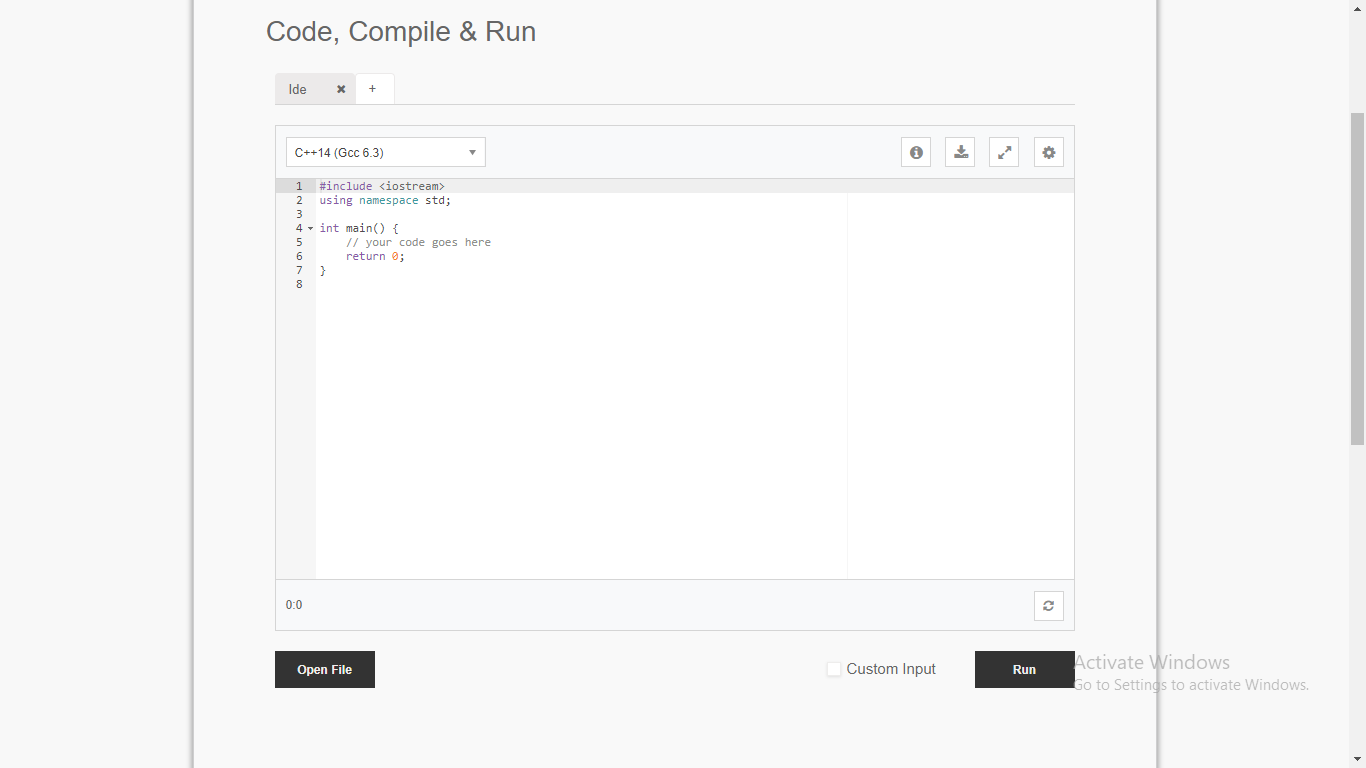 Code, Compile & Run
Ide ✖ +
C++14 (Gcc 6.3)
1 #include <iostream>
2 using namespace std;
3
4 int main() {
5     // your code goes here
6     return 0;
7 }
8
0:0
Open File
Custom Input
Run
Activate Windows
Go to Settings to activate Windows.